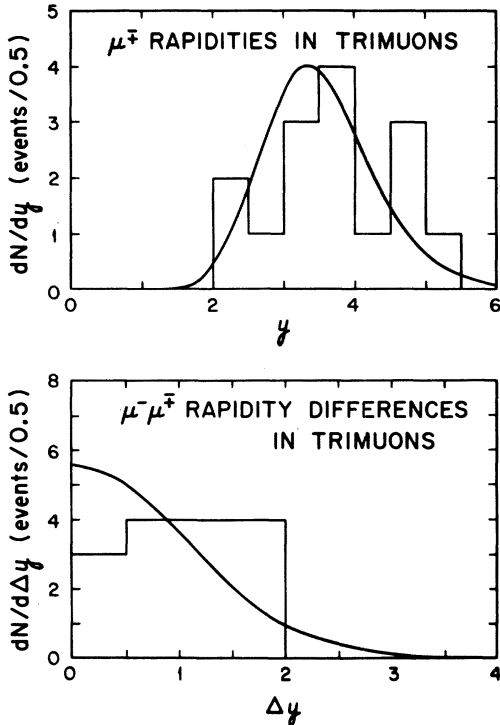 μ∓ RAPIDITIES IN TRIMUONS
dN/dy (events/0.5)
5
4
3
2
1
0
0 2 4 6
y
μ⁻μ∓ RAPIDITY DIFFERENCES
IN TRIMUONS
dN/dΔy (events/0.5)
8
6
4
2
0
0 1 2 3 4
Δy